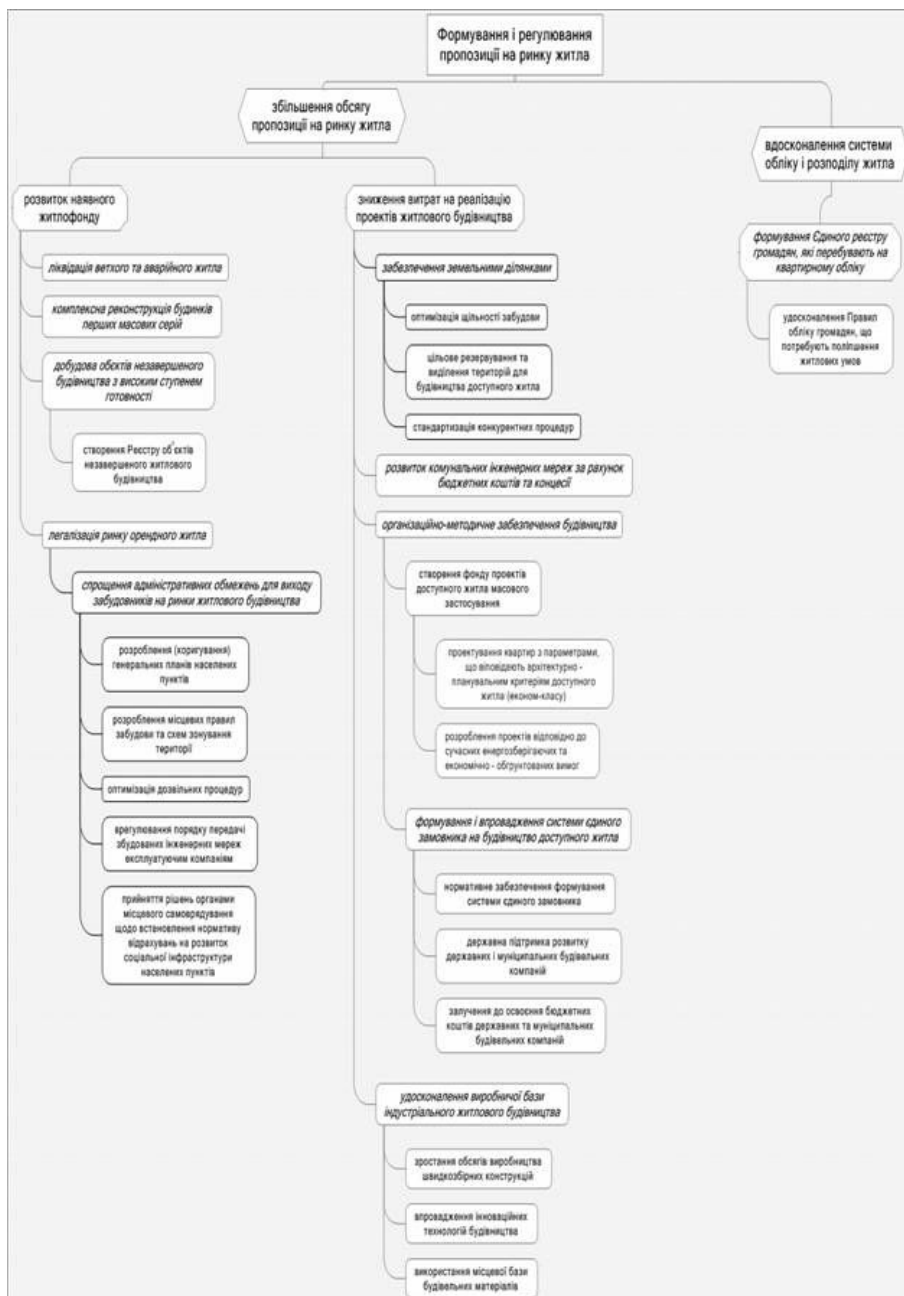 Формування і регулювання
пропозиції на ринку житла
збільшення обсягу
пропозиції на ринку житла
вдосконалення системи
обліку і розподілу житла
розвиток наявного
житлофонду
ліквідація ветхого та аварійного житла
комплексна реконструкція будинків
перших масових серій
добудова обєктів незавершеного
будівництва з високим ступенем
готовності
створення Реєстру об'єктів
незавершеного житлового
будівництва
легалізація ринку орендного житла
спрощення адміністративних обмежень для виходу
забудовників на ринки житлового будівництва
розроблення (коригування)
генеральних планів населених
пунктів
розроблення місцевих правил
забудови та схем зонування
території
оптимізація дозвільних процедур
врегулювання порядку передачі
збудованих інженерних мереж
експлуатуючим компаніям
прийняття рішень органами
місцевого самоврядування
щодо встановлення нормативу
відрахувань на розвиток
соціальної інфраструктури
населених пунктів
зниження витрат на реалізацію
проектів житлового будівництва
забезпечення земельними ділянками
оптимізація щільності забудови
цільове резервування та
виділення територій для
будівництва доступного житла
стандартизація конкурентних процедур
розвиток комунальних інженерних мереж за рахунок
бюджетних коштів та концесії
організаційно-методичне забезпечення будівництва
створення фонду проектів
доступного житла масового
застосування
проектування квартир з параметрами,
що віповідають архітектурно -
планувальним критеріям доступного
житла (економ-класу)
розроблення проектів відповідно до
сучасних енергозберігаючих та
економічно - обгрунтованих вимог
формування і впровадження системи єдиного
замовника на будівництво доступного житла
нормативне забезпечення формування
системи єдиного замовника
державна підтримка розвитку
державних і муніципальних будівельних
компаній
залучення до освоєння бюджетних
коштів державних та муніципальних
будівельних компаній
удосконалення виробничої бази
індустріального житлового будівництва
зростання обсягів виробництва
швидкозбірних конструкцій
впровадження інноваційних
технологій будівництва
використання місцевої бази
будівельних матеріалів
формування Єдиного реєстру
громадян, які перебувають на
квартирному обліку
удосконалення Правил
обліку громадян, що
потребують поліпшення
житлових умов